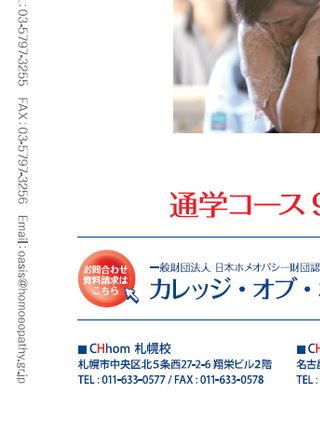 : 03-5797-3255 FAX : 03-5797-3256 Email : oasis@homoeopathy.gr.jp
通学コース
お問合わせ
資料請求は
こちら
一般財団法人 日本ホメオパシー財団認
カレッジ・オブ・
■ CHhom 札幌校
札幌市中央区北5条西27-2-6 翔栄ビル2階
TEL : 011-633-0577 / FAX : 011-633-0578
■ CH
名古
TEL :